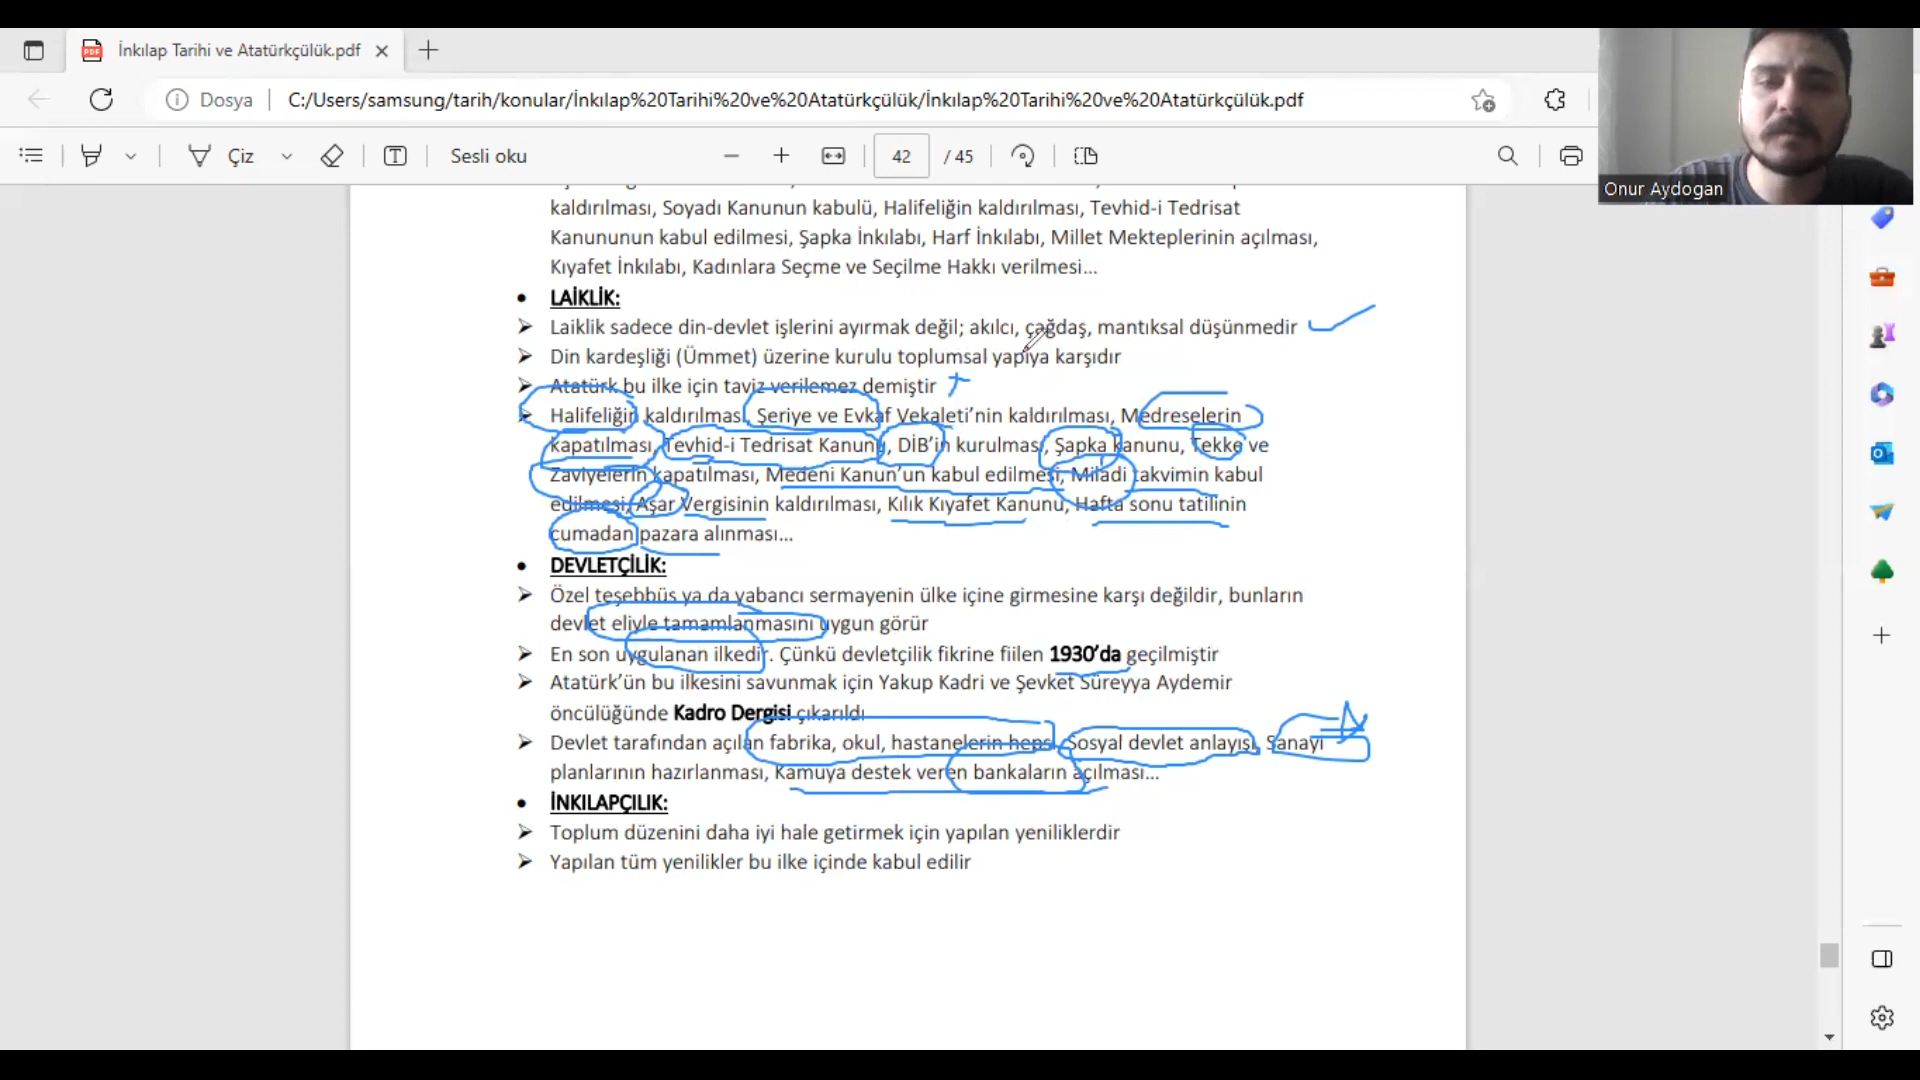 İnkılap Tarihi ve Atatürkçülük.pdf
Dosya
C:/Users/samsung/tarih/konular/İnkılap%20Tarihi%20ve%20Atatürkçülük/İnkılap%20Tarihi%20ve%20Atatürkçülük.pdf
Çiz
Sesli oku
42 / 45
Onur Aydogan
kaldırılması, Soyadı Kanunun kabulü, Halifeliğin kaldırılması, Tevhid-i Tedrisat
Kanununun kabul edilmesi, Şapka İnkılabı, Harf İnkılabı, Millet Mekteplerinin açılması,
Kıyafet İnkılabı, Kadınlara Seçme ve Seçilme Hakkı verilmesi…
• LAİKLİK:
➢ Laiklik sadece din-devlet işlerini ayırmak değil; akılcı, çağdaş, mantıksal düşünmedir
➢ Din kardeşliği (Ümmet) üzerine kurulu toplumsal yapıya karşıdır
➢ Atatürk bu ilke için taviz verilemez demiştir
➢ Halifeliğin kaldırılması, Şeriye ve Evkaf Vekaleti’nin kaldırılması, Medreselerin
kapatılması, Tevhid-i Tedrisat Kanunu, DİB’in kurulması, Şapka kanunu, Tekke ve
Zaviyelerin kapatılması, Medeni Kanun’un kabul edilmesi, Miladi takvimin kabul
edilmesi, Aşar Vergisinin kaldırılması, Kılık Kıyafet Kanunu, Hafta sonu tatilinin
cumadan pazara alınması…
• DEVLETÇİLİK:
➢ Özel teşebbüs ya da yabancı sermayenin ülke içine girmesine karşı değildir, bunların
devlet eliyle tamamlanmasını uygun görür
➢ En son uygulanan ilkedir. Çünkü devletçilik fikrine fiilen 1930’da geçilmiştir
➢ Atatürk’ün bu ilkesini savunmak için Yakup Kadri ve Şevket Süreyya Aydemir
öncülüğünde Kadro Dergisi çıkarıldı
➢ Devlet tarafından açılan fabrika, okul, hastanelerin hepsi, Sosyal devlet anlayışı, Sanayi
planlarının hazırlanması, Kamuya destek veren bankaların açılması…
• İNKILAPÇILIK:
➢ Toplum düzenini daha iyi hale getirmek için yapılan yeniliklerdir
➢ Yapılan tüm yenilikler bu ilke içinde kabul edilir